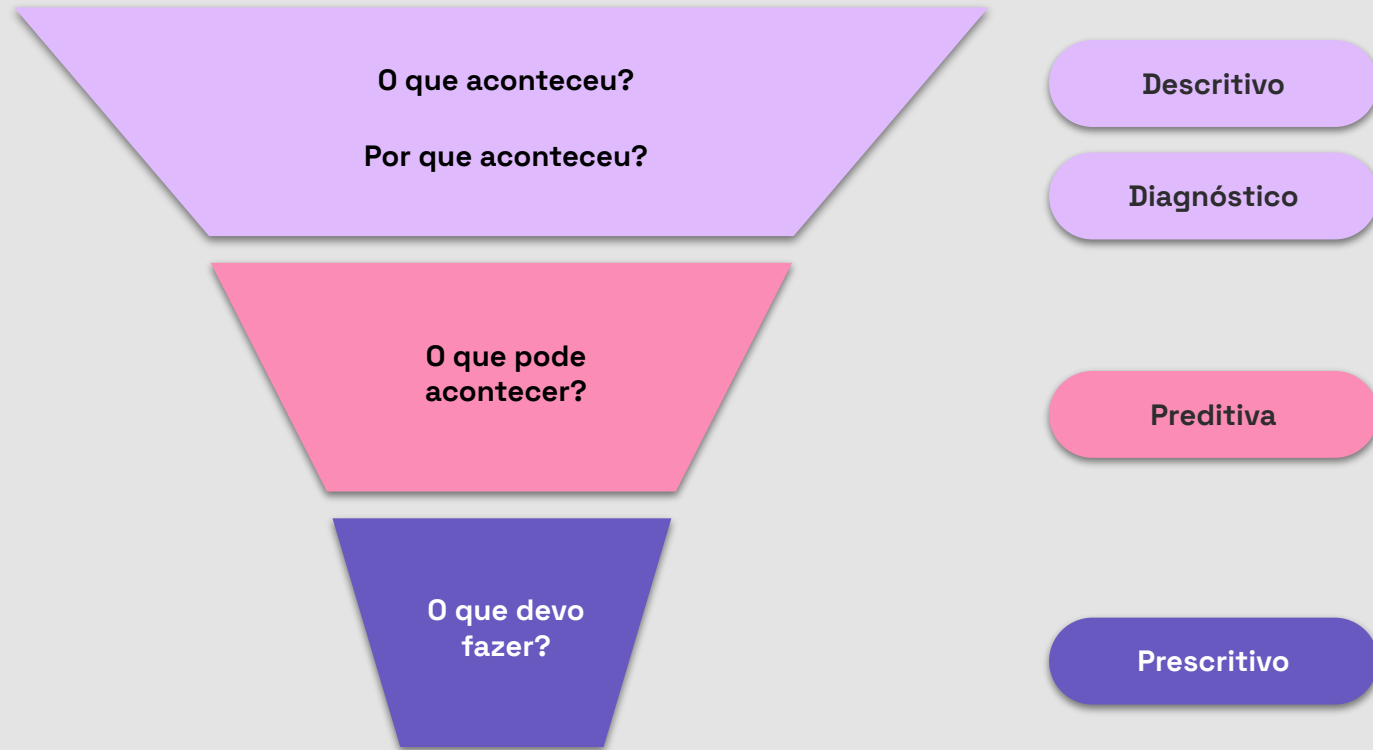 O que aconteceu?
Por que aconteceu?
O que pode
acontecer?
O que devo
fazer?
Descritivo
Diagnóstico
Preditiva
Prescritivo